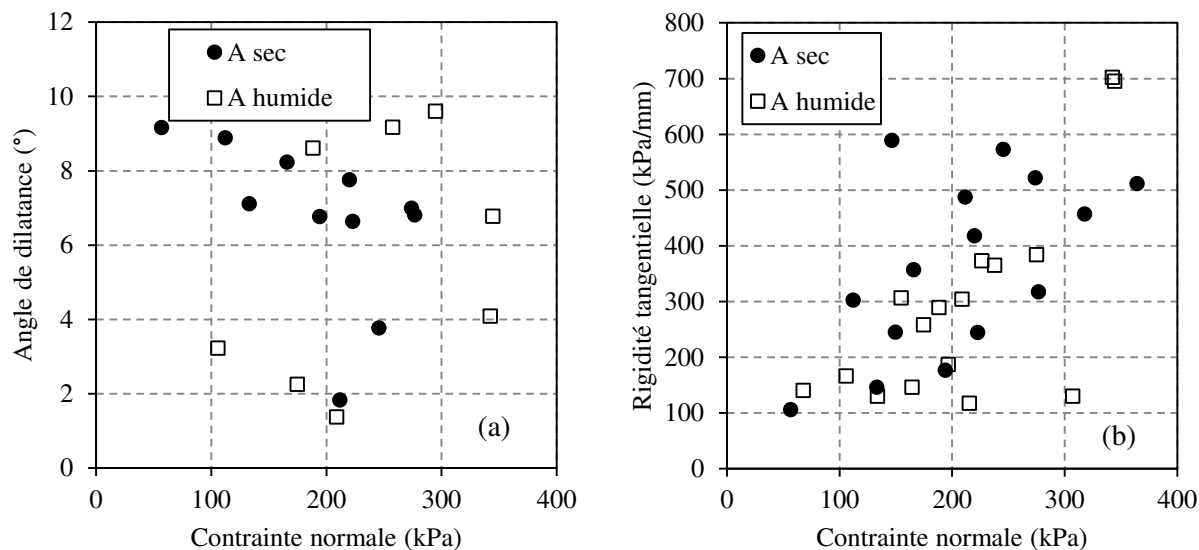 12
10
8
6
4
2
0
Angle de dilatance (°)
A sec
A humide
(a)
0 100 200 300 400
Contrainte normale (kPa)
800
700
600
500
400
300
200
100
0
Rigidité tangentielle (kPa/mm)
A sec
A humide
(b)
0 100 200 300 400
Contrainte normale (kPa)